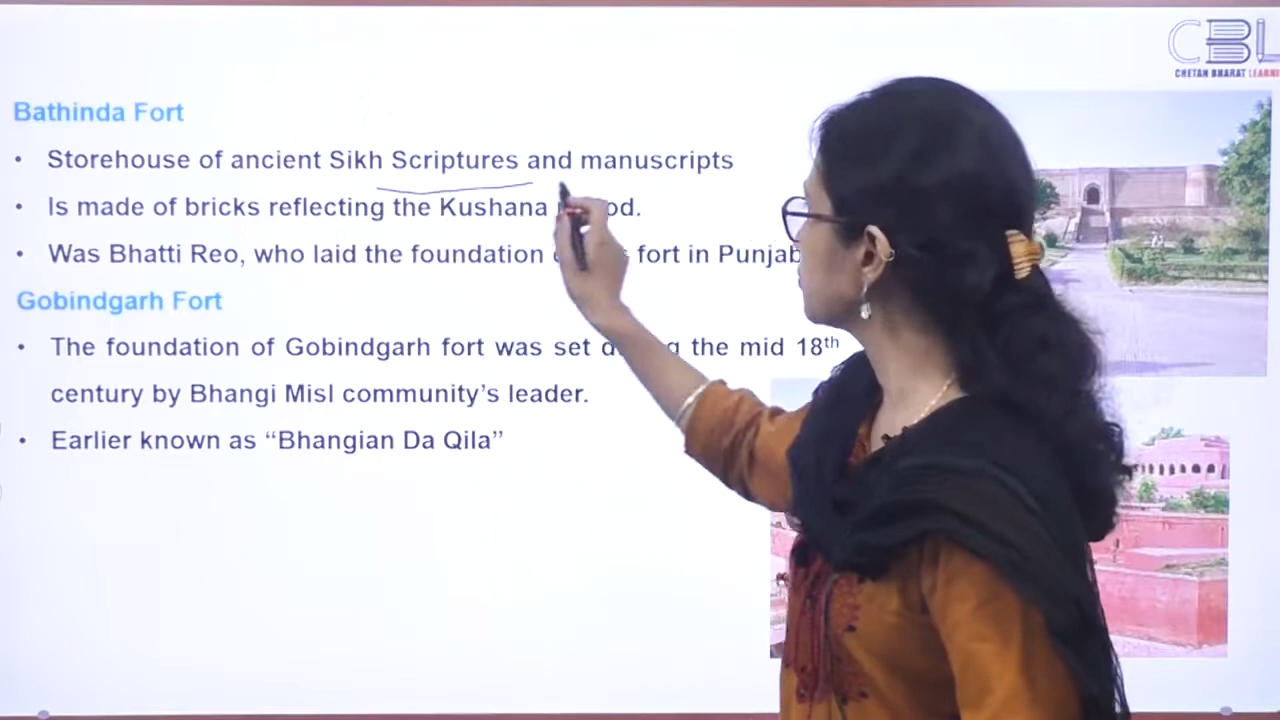 CBL
CHETAN BHARAT LEARNI
Bathinda Fort
• Storehouse of ancient Sikh Scriptures and manuscripts
• Is made of bricks reflecting the Kushana
• Was Bhatti Reo, who laid the foundation fort in Punjab
Gobindgarh Fort
• The foundation of Gobindgarh fort was set the mid 18th
century by Bhangi Misl community’s leader.
• Earlier known as “Bhangian Da Qila”